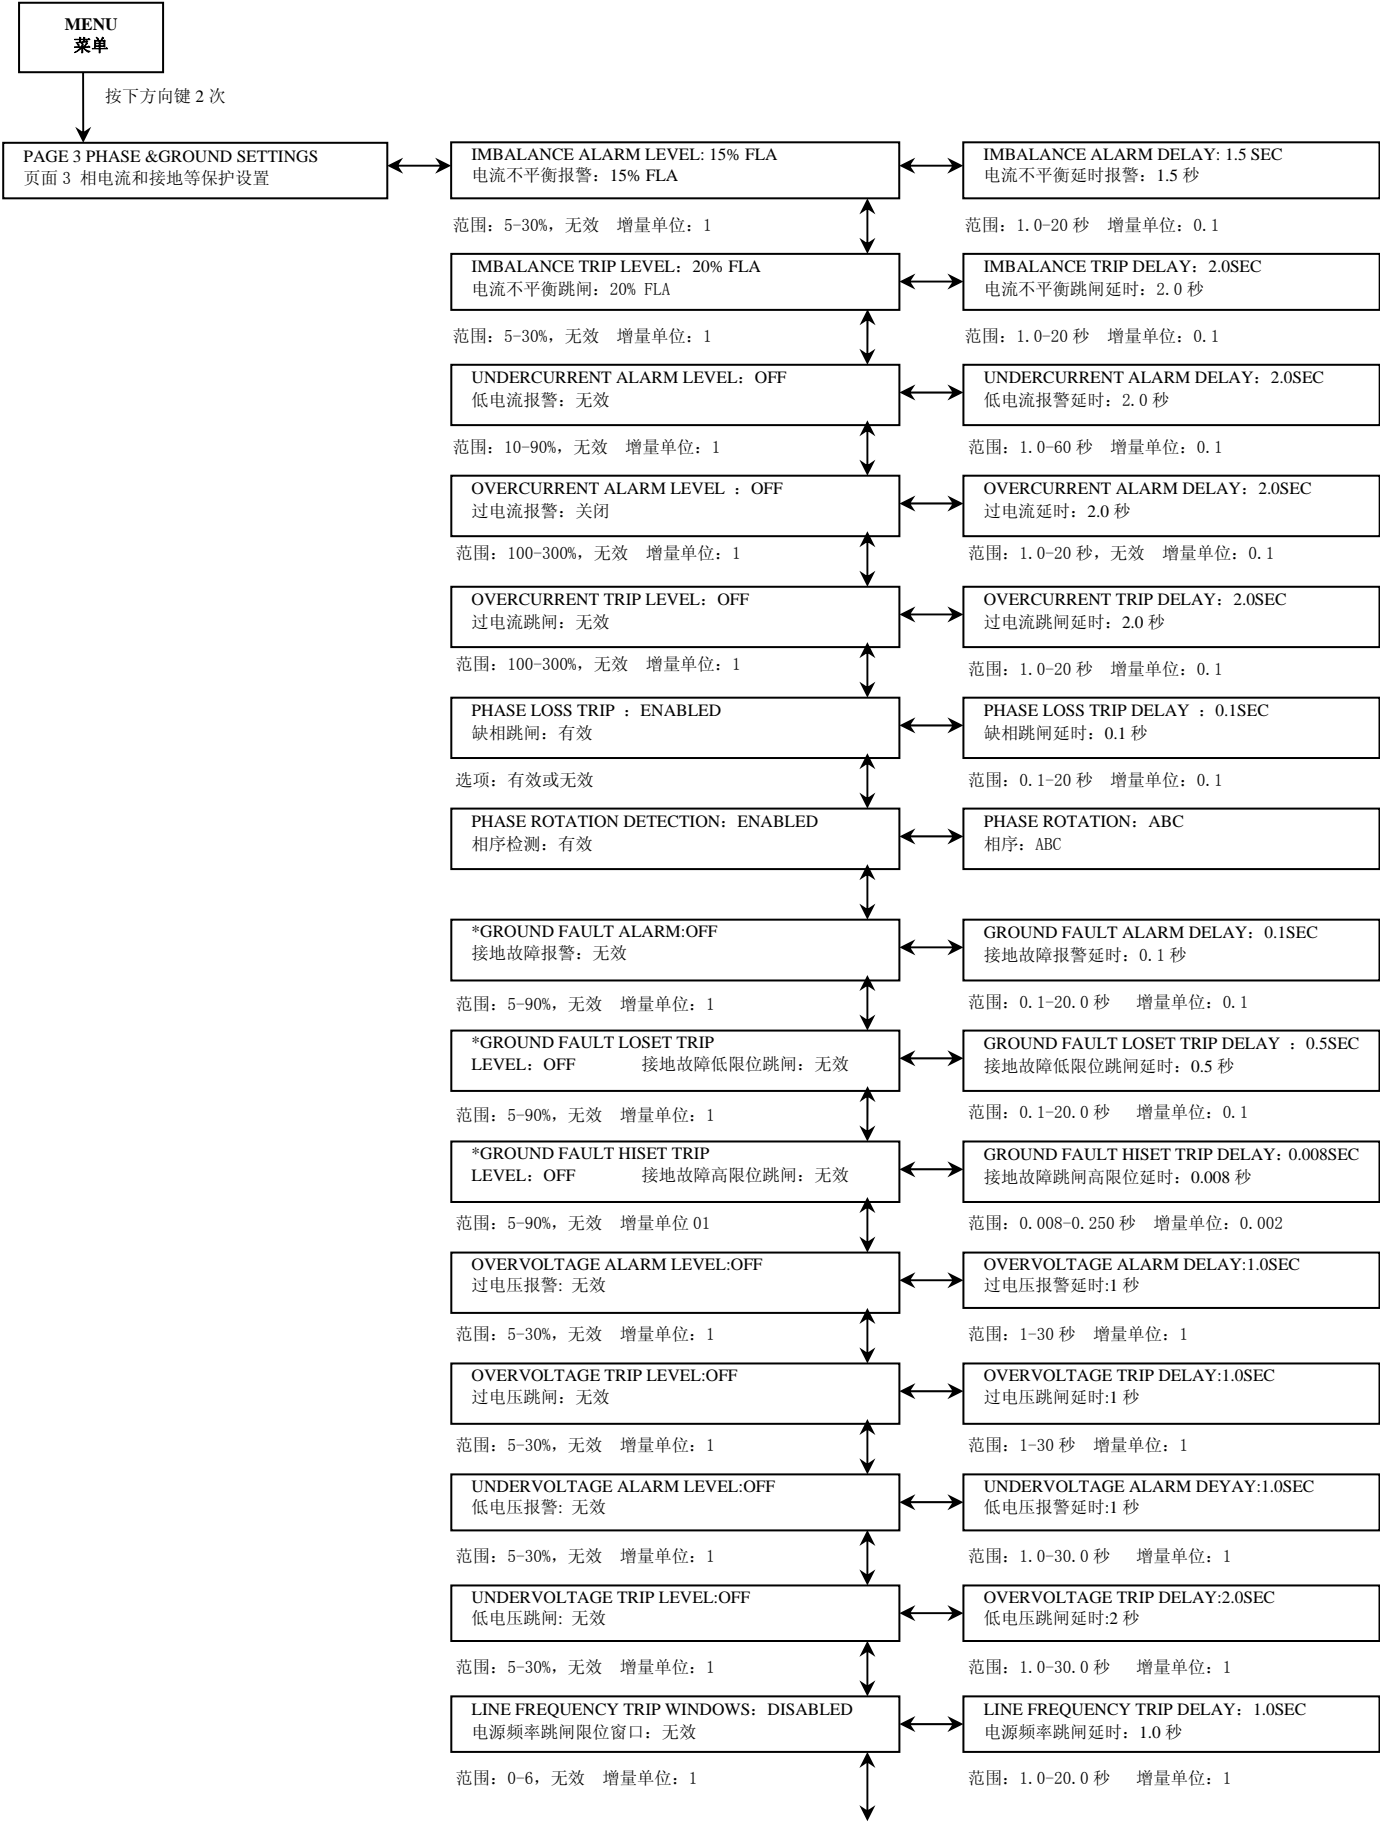 MENU
菜单
按下方向键 2 次
PAGE 3 PHASE &GROUND SETTINGS
页面 3 相电流和接地等保护设置
IMBALANCE ALARM LEVEL: 15% FLA
电流不平衡报警：15% FLA
IMBALANCE ALARM DELAY: 1.5 SEC
电流不平衡延时报警：1.5 秒
范围：5-30%，无效 增量单位：1
范围：1.0-20 秒 增量单位：0.1
IMBALANCE TRIP LEVEL：20% FLA
电流不平衡跳闸：20% FLA
IMBALANCE TRIP DELAY：2.0SEC
电流不平衡跳闸延时：2.0 秒
范围：5-30%，无效 增量单位：1
范围：1.0-20 秒 增量单位：0.1
UNDERCURRENT ALARM LEVEL：OFF
低电流报警：无效
UNDERCURRENT ALARM DELAY：2.0SEC
低电流报警延时：2.0 秒
范围：10-90%，无效 增量单位：1
范围：1.0-60 秒 增量单位：0.1
OVERCURRENT ALARM LEVEL ：OFF
过电流报警：关闭
OVERCURRENT ALARM DELAY：2.0SEC
过电流延时：2.0 秒
范围：100-300%，无效 增量单位：1
范围：1.0-20 秒，无效 增量单位：0.1
OVERCURRENT TRIP LEVEL：OFF
过电流跳闸：无效
OVERCURRENT TRIP DELAY：2.0SEC
过电流跳闸延时：2.0 秒
范围：100-300%，无效 增量单位：1
范围：1.0-20 秒 增量单位：0.1
PHASE LOSS TRIP ：ENABLED
缺相跳闸：有效
PHASE LOSS TRIP DELAY ：0.1SEC
缺相跳闸延时：0.1 秒
选项：有效或无效
范围：0.1-20 秒 增量单位：0.1
PHASE ROTATION DETECTION：ENABLED
相序检测：有效
PHASE ROTATION：ABC
相序：ABC
*GROUND FAULT ALARM:OFF
接地故障报警：无效
GROUND FAULT ALARM DELAY：0.1SEC
接地故障报警延时：0.1 秒
范围：5-90%，无效 增量单位：1
范围：0.1-20.0 秒 增量单位：0.1
*GROUND FAULT LOSET TRIP
LEVEL：OFF 接地故障低限位跳闸：无效
GROUND FAULT LOSET TRIP DELAY ：0.5SEC
接地故障低限位跳闸延时：0.5 秒
范围：5-90%，无效 增量单位：1
范围：0.1-20.0 秒 增量单位：0.1
*GROUND FAULT HISET TRIP
LEVEL：OFF 接地故障高限位跳闸：无效
GROUND FAULT HISET TRIP DELAY：0.008SEC
接地故障跳闸高限位延时：0.008 秒
范围：5-90%，无效 增量单位 01
范围：0.008-0.250 秒 增量单位：0.002
OVERVOLTAGE ALARM LEVEL:OFF
过电压报警: 无效
OVERVOLTAGE ALARM DELAY:1.0SEC
过电压报警延时:1 秒
范围：5-30%，无效 增量单位：1
范围：1-30 秒 增量单位：1
OVERVOLTAGE TRIP LEVEL:OFF
过电压跳闸：无效
OVERVOLTAGE TRIP DELAY:1.0SEC
过电压跳闸延时:1 秒
范围：5-30%，无效 增量单位：1
范围：1-30 秒 增量单位：1
UNDERVOLTAGE ALARM LEVEL:OFF
低电压报警: 无效
UNDERVOLTAGE ALARM DEYAY:1.0SEC
低电压报警延时:1 秒
范围：5-30%，无效 增量单位：1
范围：1.0-30.0 秒 增量单位：1
UNDERVOLTAGE TRIP LEVEL:OFF
低电压跳闸: 无效
OVERVOLTAGE TRIP DELAY:2.0SEC
低电压跳闸延时:2 秒
范围：5-30%，无效 增量单位：1
范围：1.0-30.0 秒 增量单位：1
LINE FREQUENCY TRIP WINDOWS：DISABLED
电源频率跳闸限位窗口：无效
LINE FREQUENCY TRIP DELAY：1.0SEC
电源频率跳闸延时：1.0 秒
范围：0-6，无效 增量单位：1
范围：1.0-20.0 秒 增量单位：1